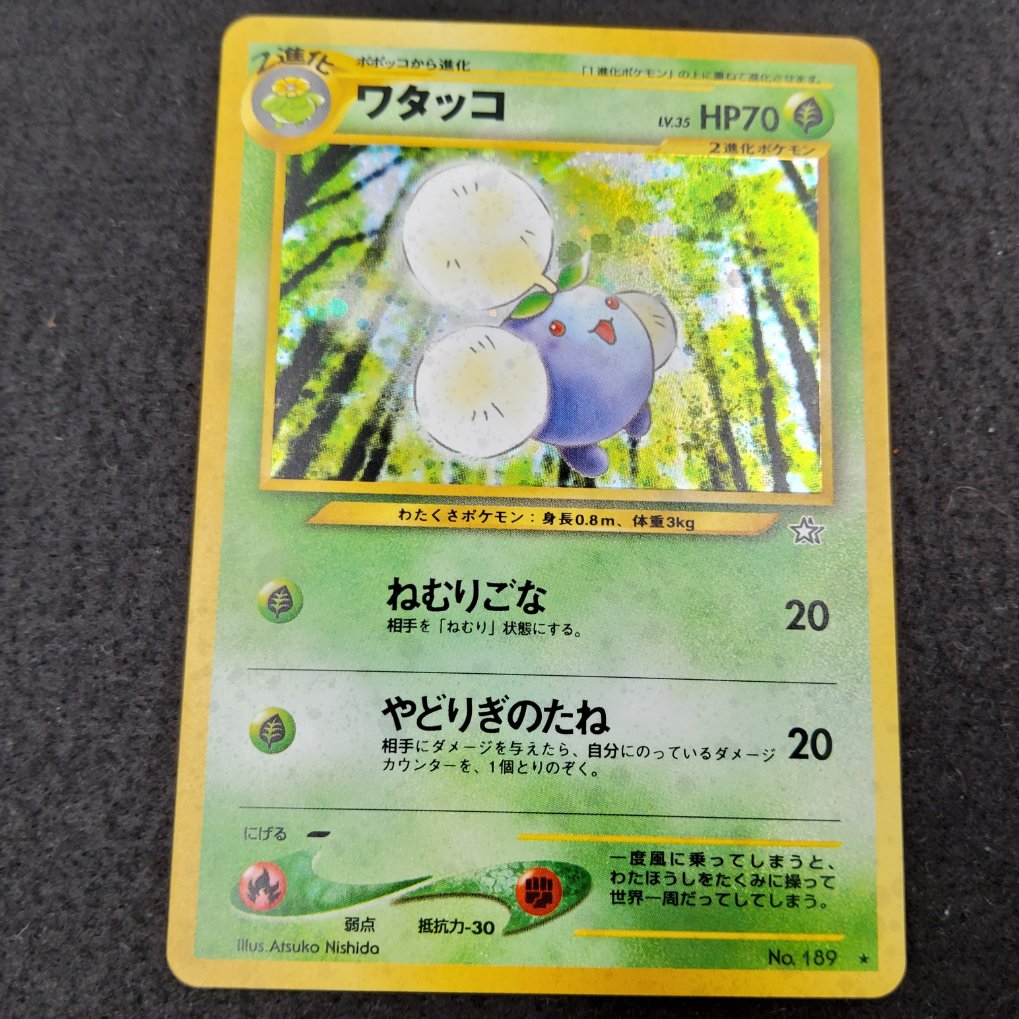 2進化
ポポッコから進化
「1進化ポケモン」の上に重ねて進化させます。
ワタッコ
LV.35 HP70
2進化ポケモン
わたくさポケモン：身長0.8m、体重3kg
ねむりごな
20
相手を「ねむり」状態にする。
やどりぎのたね
20
相手にダメージを与えたら、自分にのっているダメージ
カウンターを、1個とりのぞく。
にげる
一度風に乗ってしまうと、
わたほうしをたくみに操って
世界一周だってしてしまう。
弱点
抵抗力-30
Illus. Atsuko Nishida
No. 189 ★